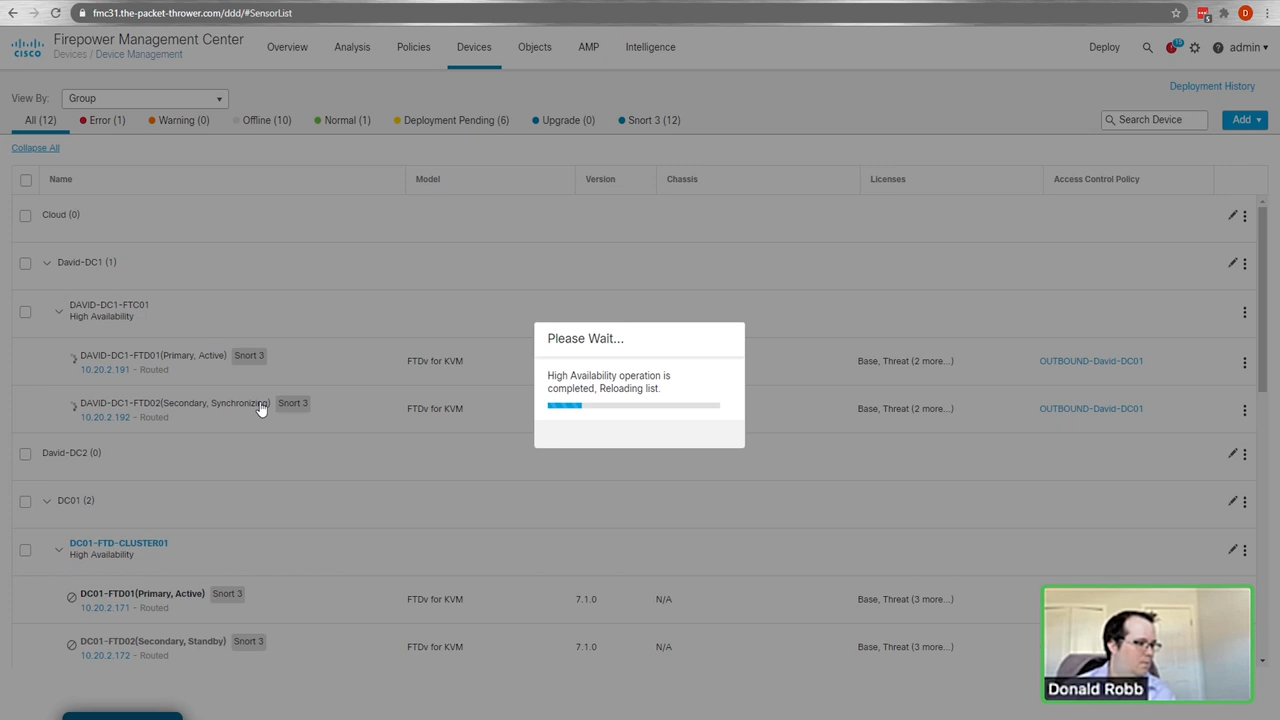 fmc31.the-packet-thrower.com/ddd/#SensorList
5
D
CISCO
Firepower Management Center
Devices / Device Management
Overview
Analysis
Policies
Devices
Objects
AMP
Intelligence
Deploy
admin
Deployment History
View By:
Group
All (12)
Error (1)
Warning (0)
Offline (10)
Normal (1)
Deployment Pending (6)
Upgrade (0)
Snort 3 (12)
Search Device
Add
Collapse All
Name
Model
Version
Chassis
Licenses
Access Control Policy
Cloud (0)
David-DC1 (1)
DAVID-DC1-FTC01
High Availability
DAVID-DC1-FTD01(Primary, Active) Snort 3
10.20.2.191 - Routed
FTDv for KVM
Base, Threat (2 more...)
OUTBOUND-David-DC01
DAVID-DC1-FTD02(Secondary, Synchronizing) Snort 3
10.20.2.192 - Routed
FTDv for KVM
Base, Threat (2 more...)
OUTBOUND-David-DC01
Please Wait...
High Availability operation is
completed, Reloading list.
David-DC2 (0)
DC01 (2)
DC01-FTD-CLUSTER01
High Availability
DC01-FTD01(Primary, Active) Snort 3
10.20.2.171 - Routed
FTDv for KVM
7.1.0
N/A
Base, Threat (3 more...)
DC01-FTD02(Secondary, Standby) Snort 3
10.20.2.172 - Routed
FTDv for KVM
7.1.0
N/A
Base, Threat (3 more...)
Donald Robb